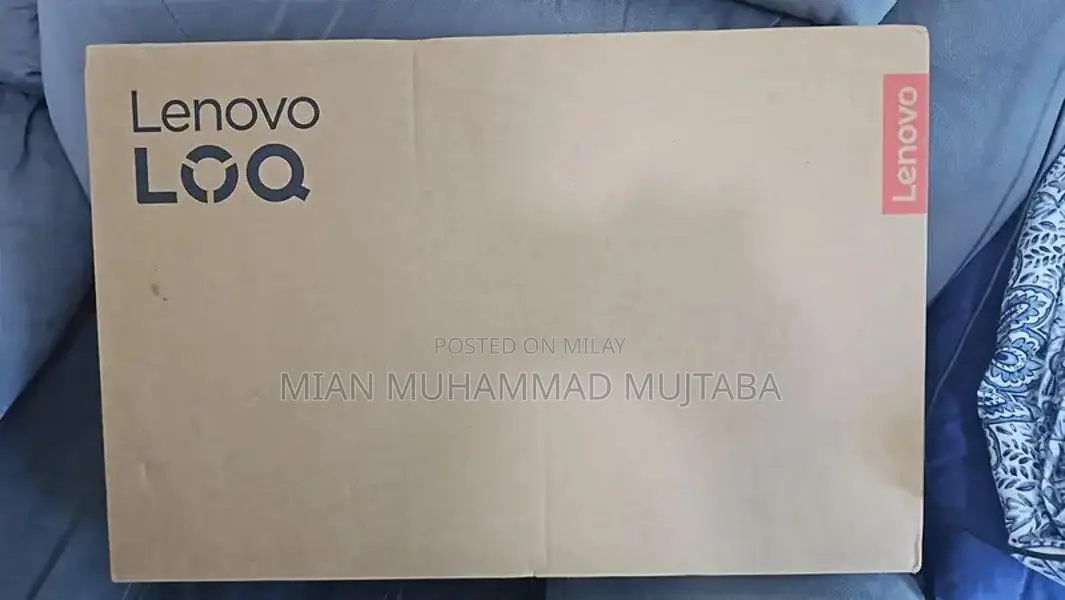 Lenovo
LOQ
Lenovo
POSTED ON MILAY
MIAN MUHAMMAD MUJTABA